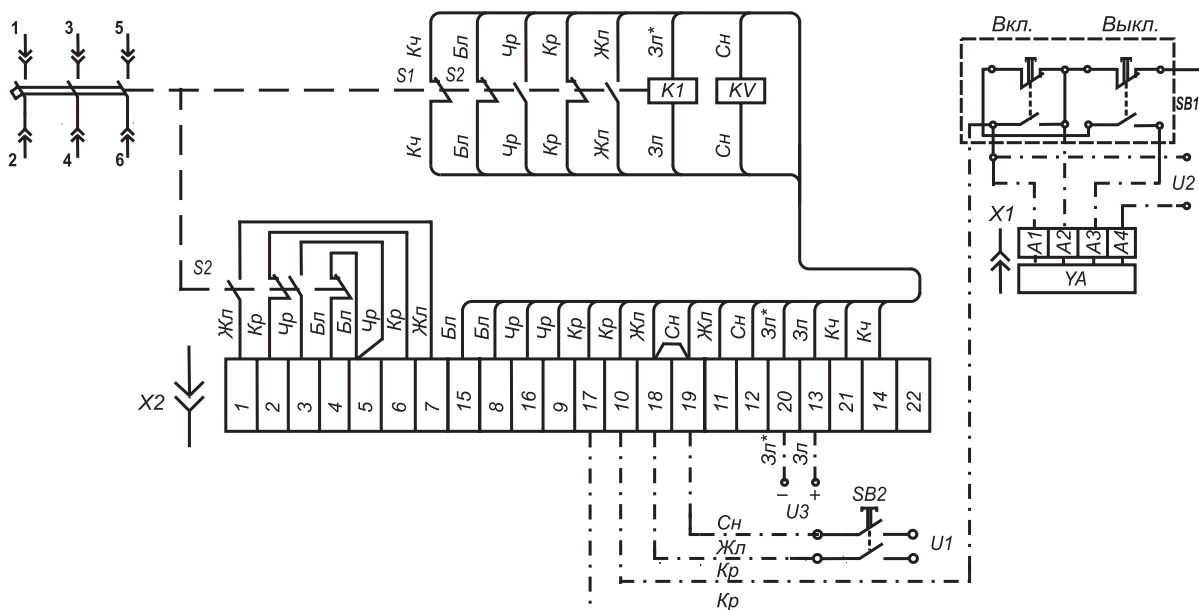 1 3 5
2 4 6
Кч Бл Чр Кр Жл Зл* Сн
S1 S2
K1 KV
Кч Бл Чр Кр Жл Зл Сн
Вкл. Выкл.
SB1
U2
X1
A1 A2 A3 A4
YA
S2
Жл Кр Чр Бл Бл Чр Кр Жл Бл Бл Чр Чр Кр Кр Жл Сн Жл Сн Зл* Зл Кч Кч
X2
1 2 3 4 5 6 7 15 8 16 9 17 10 18 19 11 12 20 13 21 14 22
Зл* Зл
– +
U3
SB2
Сн
U1
Жл
Кр
Кр